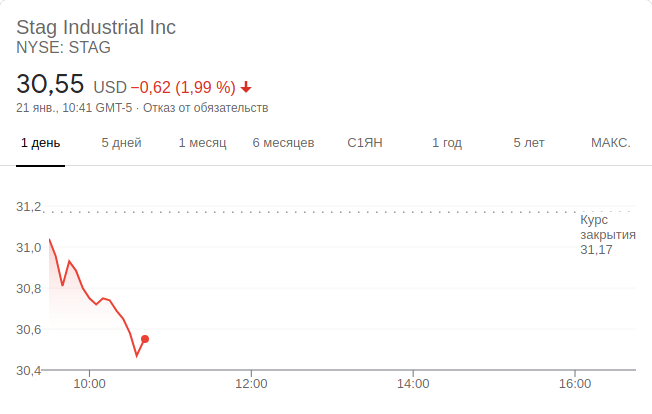 Stag Industrial Inc
NYSE: STAG
30,55 USD −0,62 (1,99 %)
21 янв., 10:41 GMT-5 · Отказ от обязательств
1 день 5 дней 1 месяц 6 месяцев С1ЯН 1 год 5 лет МАКС.
31,2
Курс
закрытия
31,17
31,0
30,8
30,6
30,4
10:00 12:00 14:00 16:00